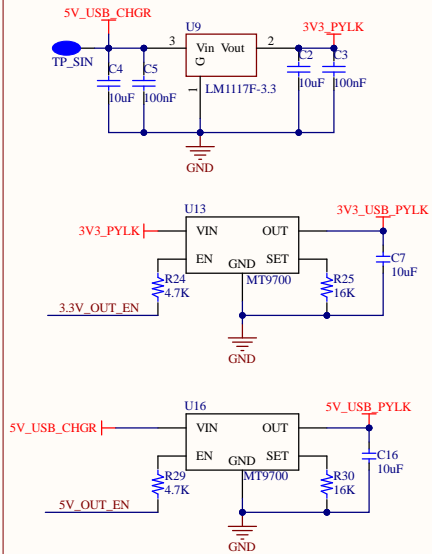 5V_USB_CHGR
U9
3V3_PYLK
TP_SIN
3
Vin
Vout
2
G
1
C4
10uF
C5
100nF
LM1117F-3.3
C2
10uF
C3
100nF
GND
U13
3V3_USB_PYLK
3V3_PYLK
VIN
OUT
EN
SET
GND
MT9700
C7
10uF
R24
4.7K
R25
16K
3.3V_OUT_EN
GND
U16
5V_USB_PYLK
5V_USB_CHGR
VIN
OUT
EN
SET
GND
MT9700
C16
10uF
R29
4.7K
R30
16K
5V_OUT_EN
GND